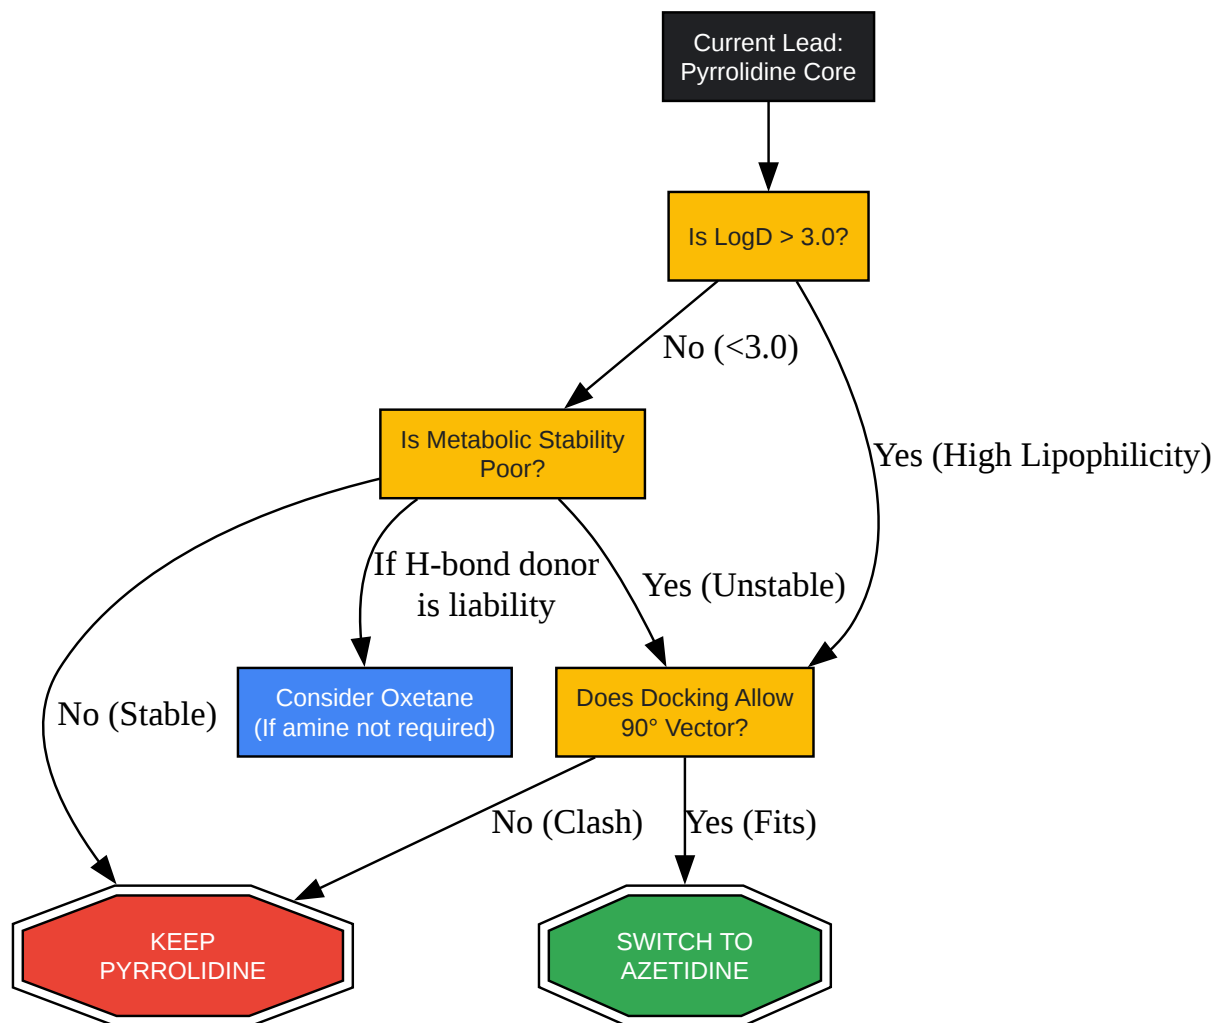 Current Lead:
Pyrrolidine Core
Is LogD > 3.0?
No (<3.0)
Is Metabolic Stability
Poor?
Yes (High Lipophilicity)
If H-bond donor
is liability
Yes (Unstable)
No (Stable)
Consider Oxetane
(If amine not required)
Does Docking Allow
90° Vector?
No (Clash)
Yes (Fits)
KEEP
PYRROLIDINE
SWITCH TO
AZETIDINE